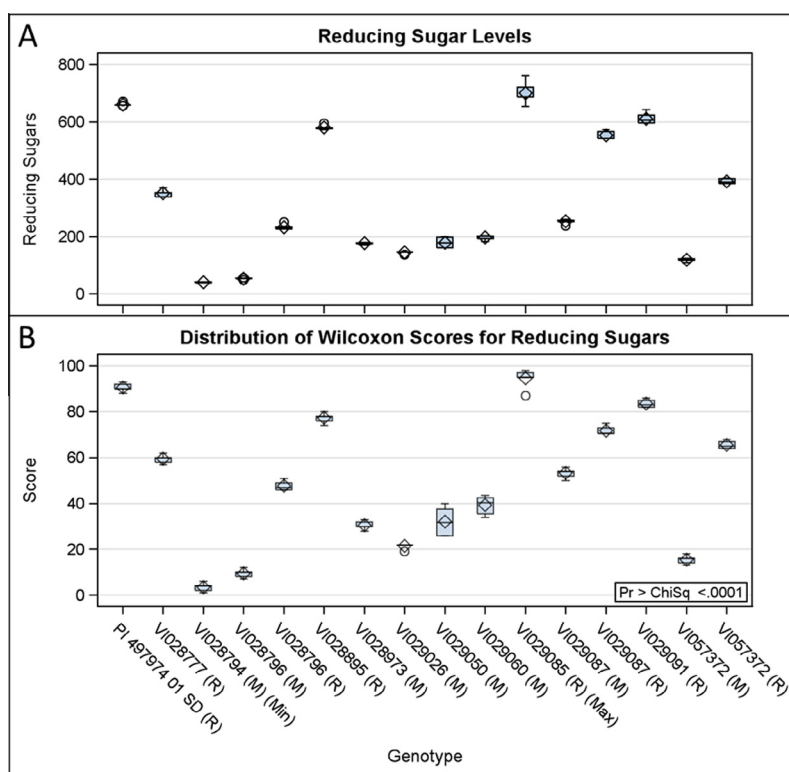 A
Reducing Sugar Levels
Reducing Sugars
800
600
400
200
0
B
Distribution of Wilcoxon Scores for Reducing Sugars
Score
100
80
60
40
20
0
Pr > ChiSq <.0001
PI 497974 01 SD (R)
VI028777 (R)
VI028794 (M) (Min)
VI028796 (M)
VI028796 (R)
VI028895 (R)
VI028973 (M)
VI029026 (M)
VI029050 (M)
VI029060 (M)
VI029085 (R) (Max)
VI029087 (M)
VI029087 (R)
VI029091 (R)
VI057372 (M)
VI057372 (R)
Genotype